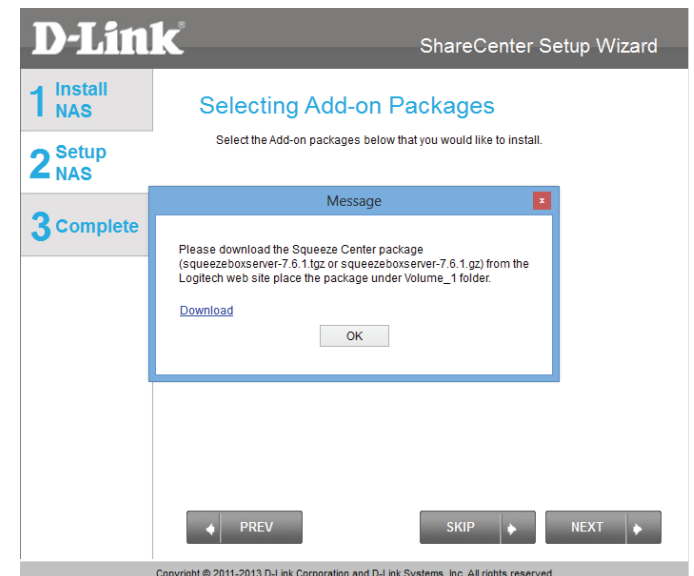 D-Link
ShareCenter Setup Wizard
1 Install
NAS
2 Setup
NAS
3 Complete
Selecting Add-on Packages
Select the Add-on packages below that you would like to install.
Message
x
Please download the Squeeze Center package
(squeezeboxserver-7.6.1.tgz or squeezeboxserver-7.6.1.gz) from the
Logitech web site place the package under Volume_1 folder.
Download
OK
PREV
SKIP
NEXT
Copyright © 2011-2013 D-Link Corporation and D-Link Systems, Inc. All rights reserved.